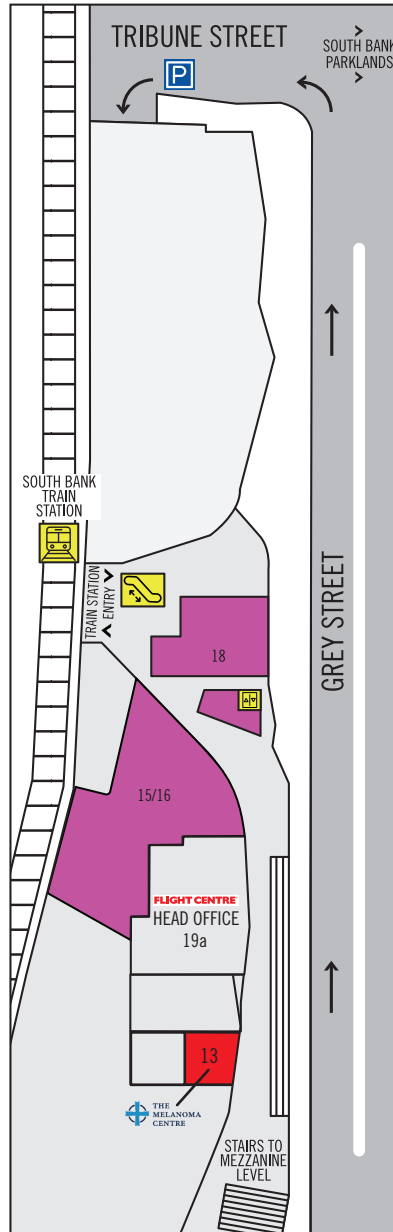 TRIBUNE STREET
SOUTH BANK
PARKLANDS
P
SOUTH BANK
TRAIN
STATION
TRAIN STATION
ENTRY
18
GREY STREET
15/16
FLIGHT CENTRE
HEAD OFFICE
19a
13
THE
MELANOMA
CENTRE
STAIRS TO
MEZZANINE
LEVEL